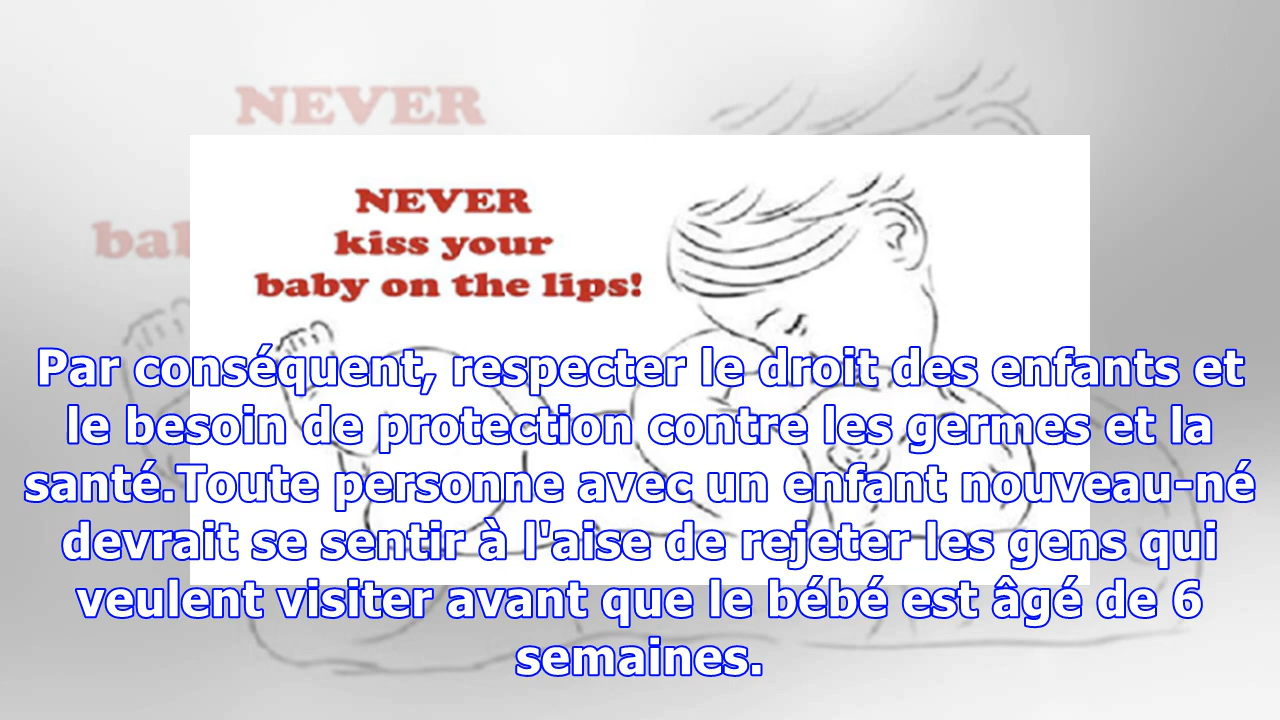 NEVER
bal
NEVER
kiss your
baby on the lips!
Par conséquent, respecter le droit des enfants et
le besoin de protection contre les germes et la
santé.Toute personne avec un enfant nouveau-né
devrait se sentir à l'aise de rejeter les gens qui
veulent visiter avant que le bébé est âgé de 6
semaines.